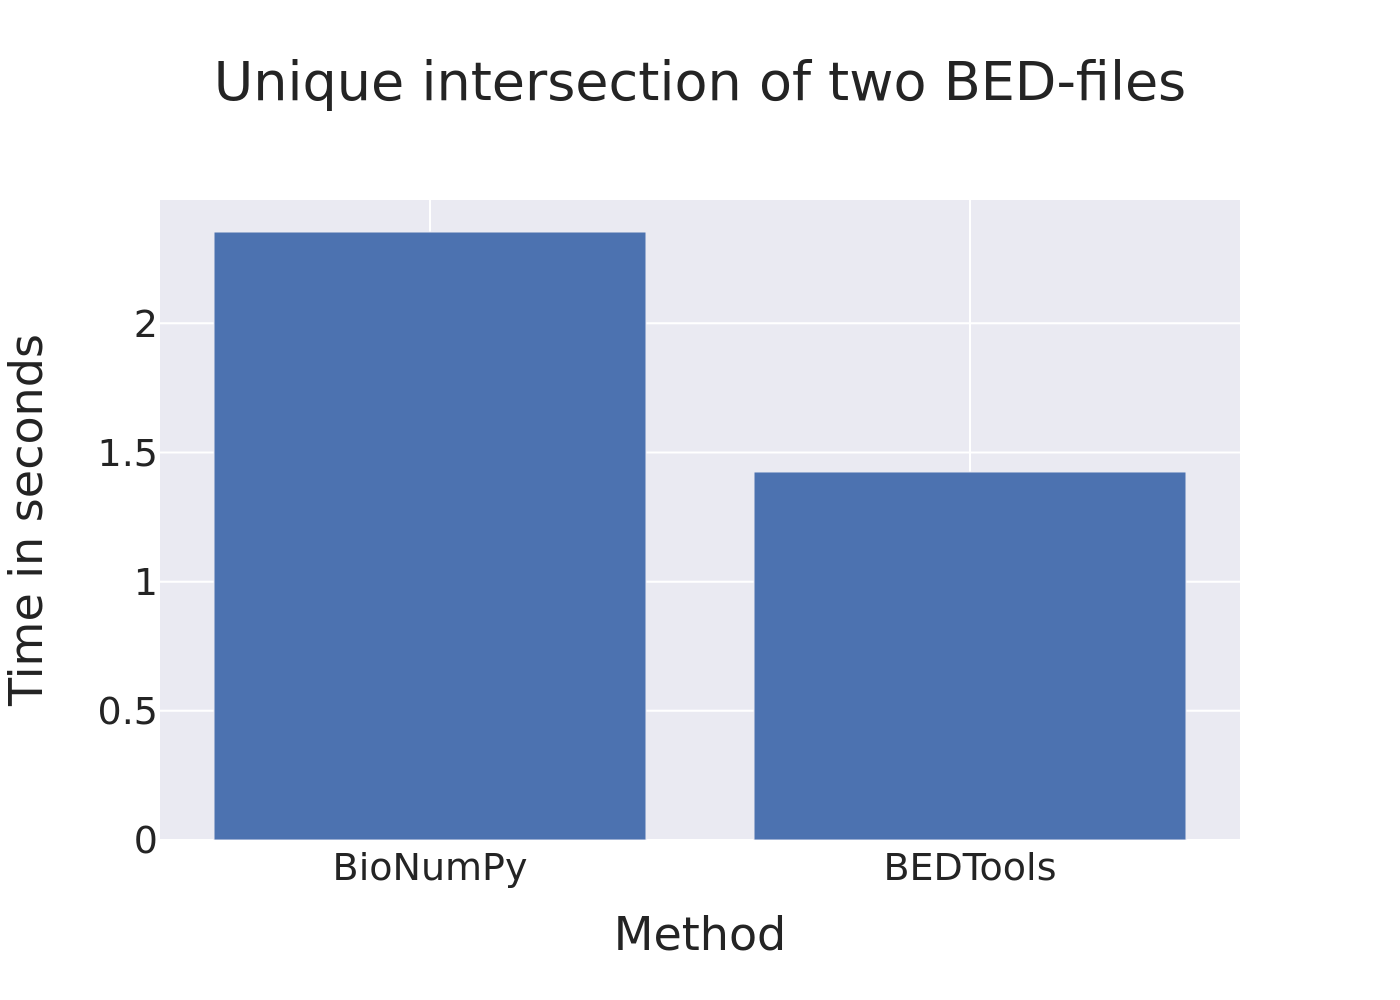 Unique intersection of two BED-files
Time in seconds
2
1.5
1
0.5
0
BioNumPy
BEDTools
Method